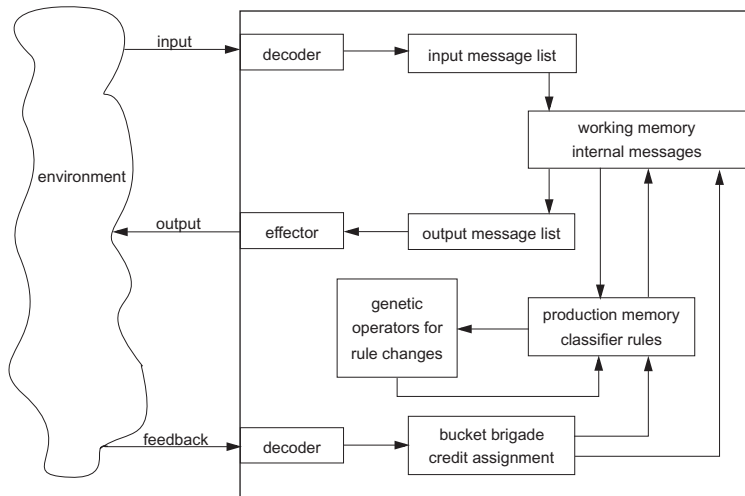 input
decoder
input message list
working memory
internal messages
environment
output
effector
output message list
genetic
operators for
rule changes
production memory
classifier rules
feedback
decoder
bucket brigade
credit assignment